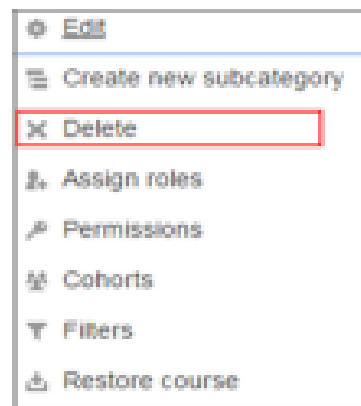 Edit
Create new subcategory
Delete
Assign roles
Permissions
Cohorts
Filters
Restore course